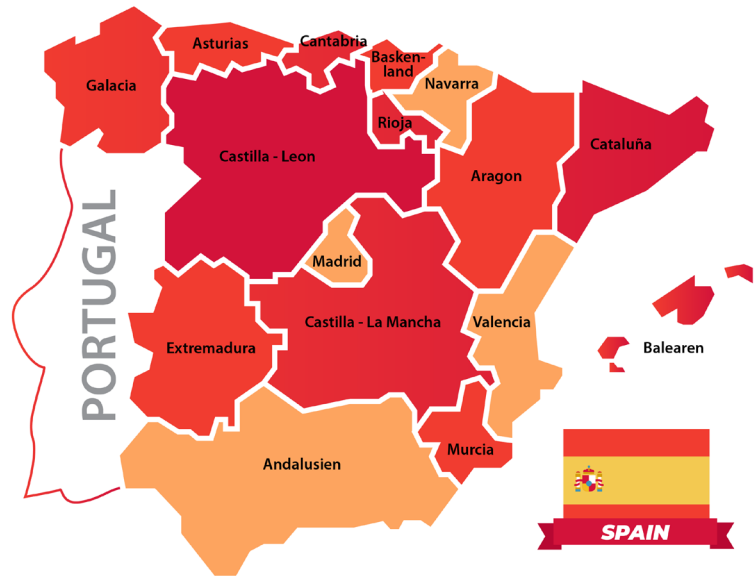 Asturias
Cantabria
Basken-
land
Galacia
Navarra
Rioja
Castilla - Leon
Cataluña
Aragon
PORTUGAL
Madrid
Castilla - La Mancha
Valencia
Extremadura
Balearen
Murcia
Andalusien
SPAIN